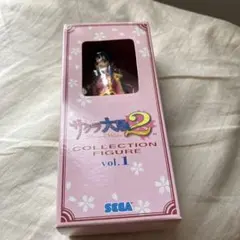 サクラ大戦2
COLLECTION
FIGURE
vol.1
SEGA